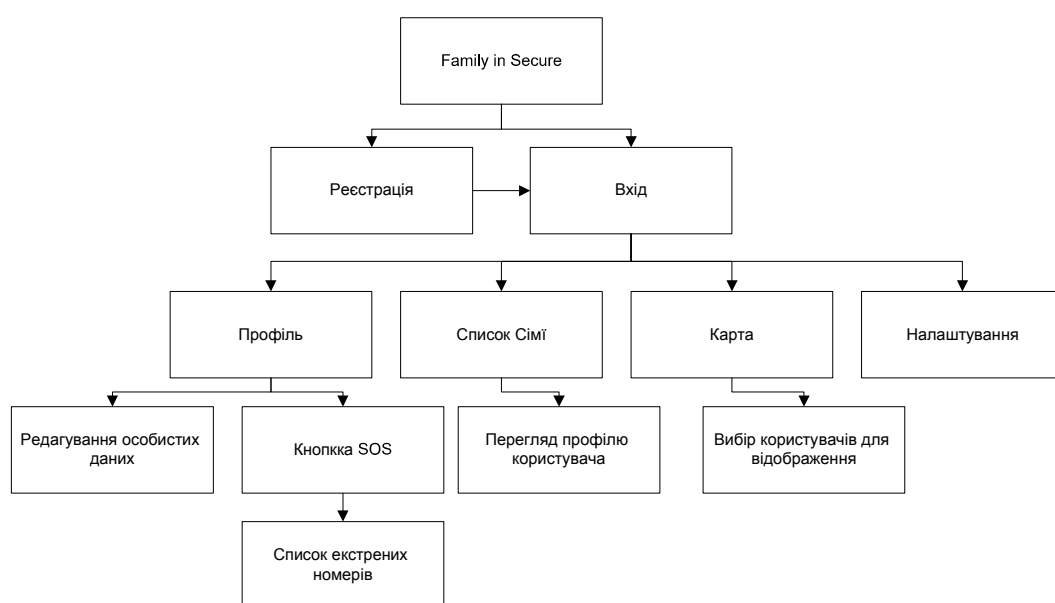 Family in Secure
Реєстрація
Вхід
Профіль
Список Сімї
Карта
Налаштування
Редагування особистих
даних
Кнопкка SOS
Перегляд профілю
користувача
Вибір користувачів для
відображення
Список екстрених
номерів